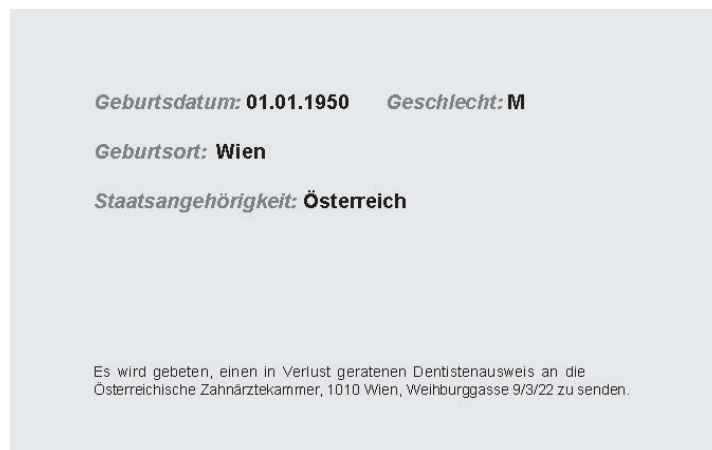 Geburtsdatum: 01.01.1950 Geschlecht: M
Geburtsort: Wien
Staatsangehörigkeit: Österreich
Es wird gebeten, einen in Verlust geratenen Dentistenausweis an die
Österreichische Zahnärztekammer, 1010 Wien, Weihburggasse 9/3/22 zu senden.